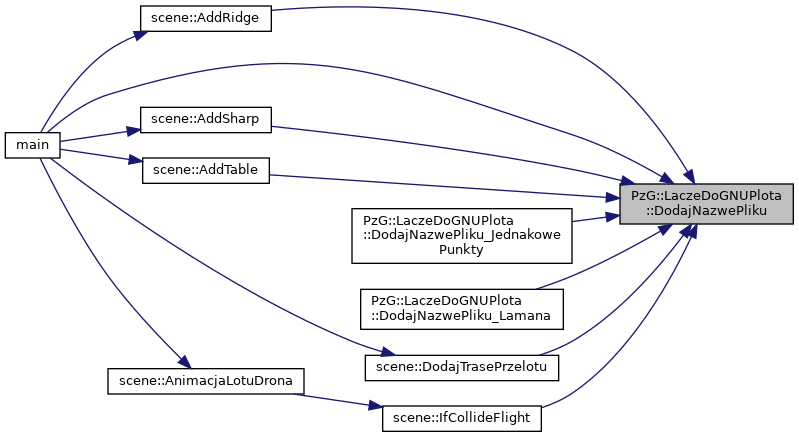 scene::AddRidge
scene::AddSharp
main
scene::AddTable
PzG::LaczeDoGNUPlota
::DodajNazwePliku
PzG::LaczeDoGNUPlota
::DodajNazwePliku_Jednakowe
Punkty
PzG::LaczeDoGNUPlota
::DodajNazwePliku_Lamana
scene::DodajTrasePrzelotu
scene::AnimacjaLotuDrona
scene::IfCollideFlight